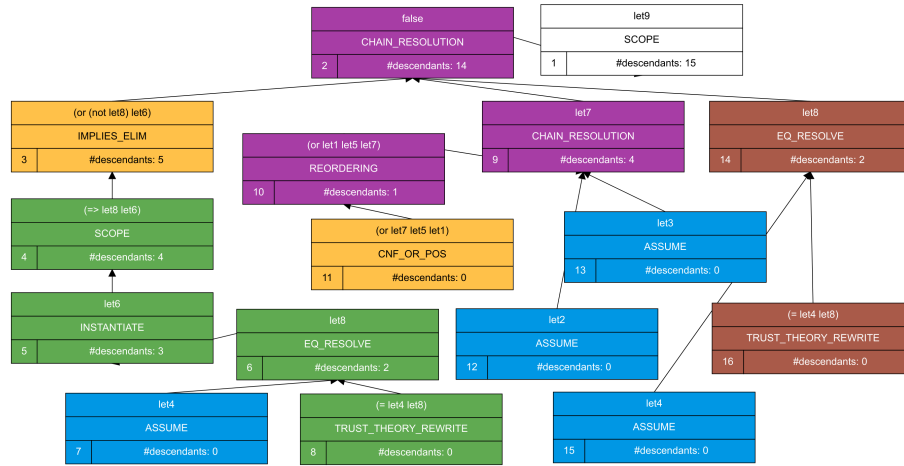 false
CHAIN_RESOLUTION
2 #descendants: 14
let9
SCOPE
1 #descendants: 15
(or (not let8) let6)
IMPLIES_ELIM
3 #descendants: 5
let7
CHAIN_RESOLUTION
9 #descendants: 4
let8
EQ_RESOLVE
14 #descendants: 2
(or let1 let5 let7)
REORDERING
10 #descendants: 1
(=> let8 let6)
SCOPE
4 #descendants: 4
(or let7 let5 let1)
CNF_OR_POS
11 #descendants: 0
let3
ASSUME
13 #descendants: 0
let6
INSTANTIATE
5 #descendants: 3
let8
EQ_RESOLVE
6 #descendants: 2
let2
ASSUME
12 #descendants: 0
(= let4 let8)
TRUST_THEORY_REWRITE
16 #descendants: 0
let4
ASSUME
7 #descendants: 0
(= let4 let8)
TRUST_THEORY_REWRITE
8 #descendants: 0
let4
ASSUME
15 #descendants: 0